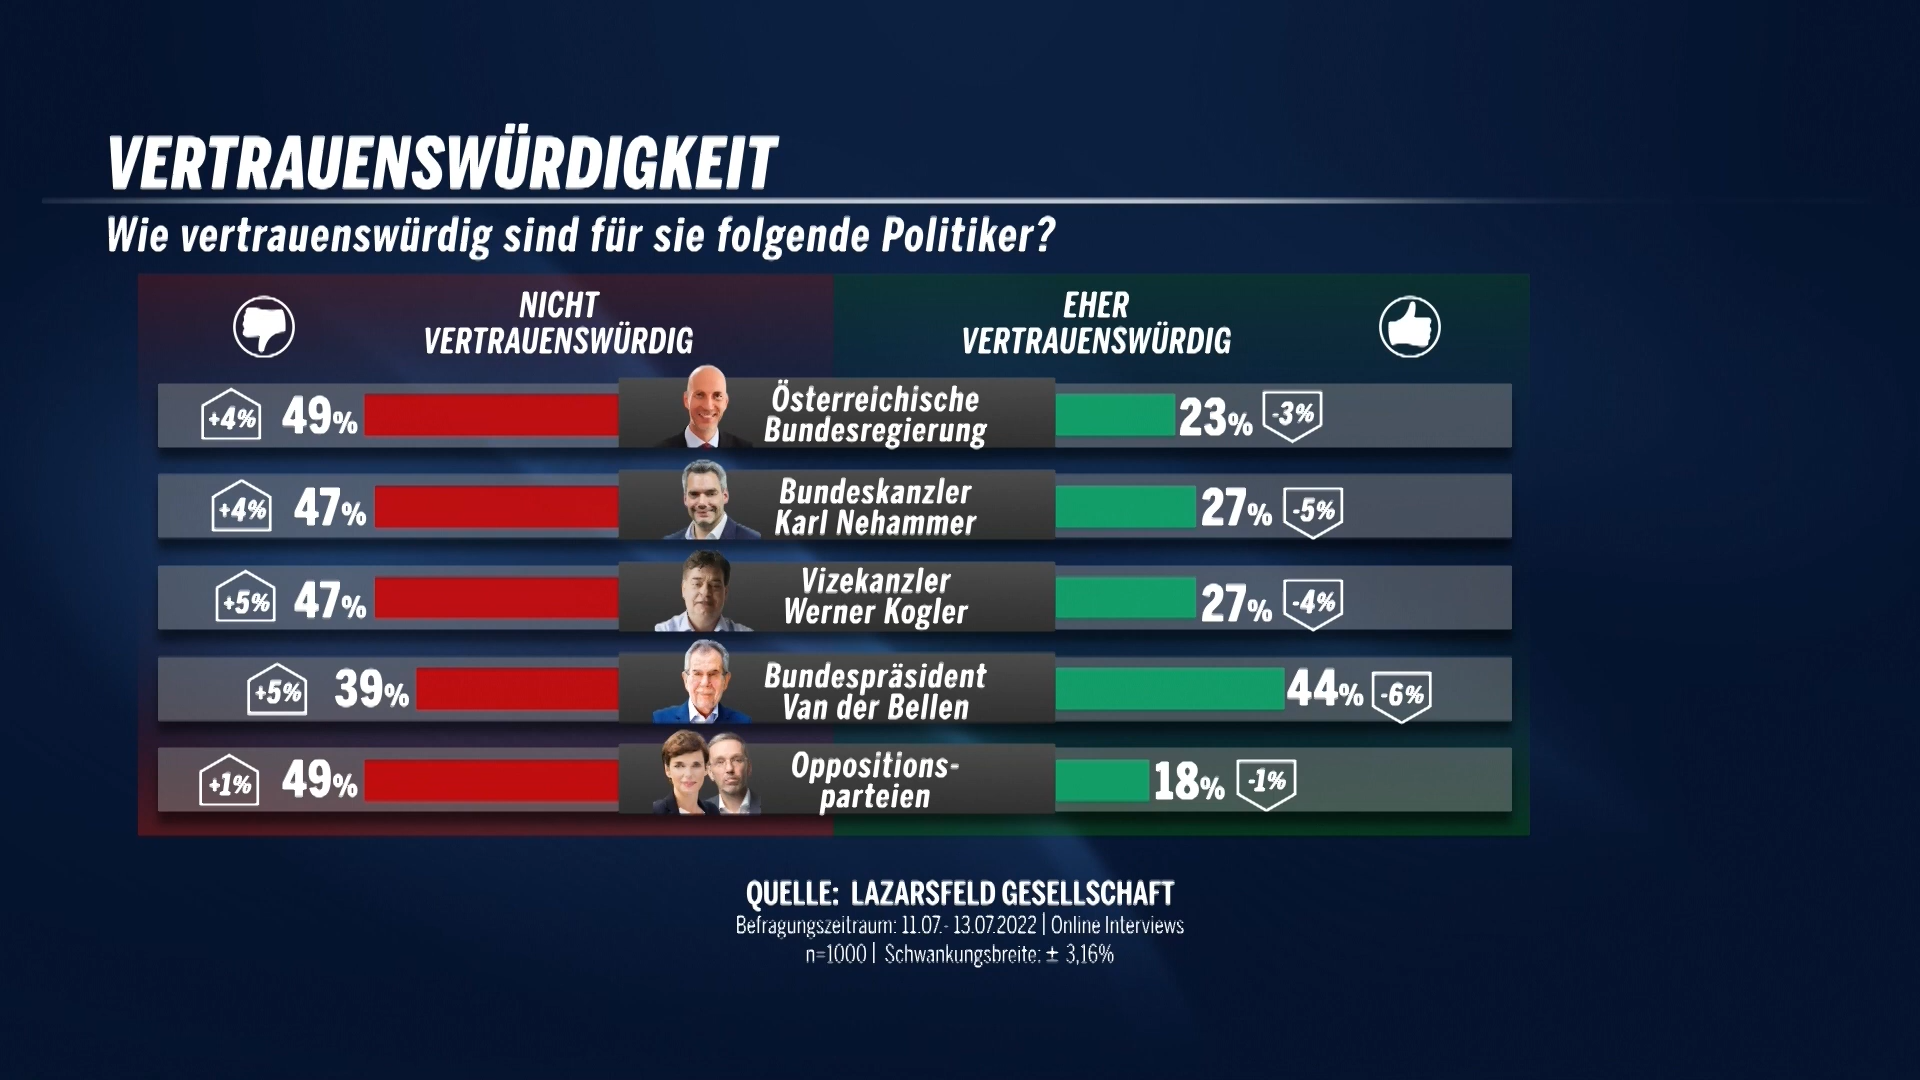 VERTRAUENSWÜRDIGKEIT
Wie vertrauenswürdig sind für sie folgende Politiker?
NICHT
VERTRAUENSWÜRDIG
EHER
VERTRAUENSWÜRDIG
+4% 49% Österreichische Bundesregierung 23% -3%
+4% 47% Bundeskanzler Karl Nehammer 27% -5%
+5% 47% Vizekanzler Werner Kogler 27% -4%
+5% 39% Bundespräsident Van der Bellen 44% -6%
+1% 49% Oppositions- parteien 18% -1%
QUELLE: LAZARSFELD GESELLSCHAFT
Befragungszeitraum: 11.07.- 13.07.2022 | Online Interviews
n=1000 | Schwankungsbreite: ± 3,16%